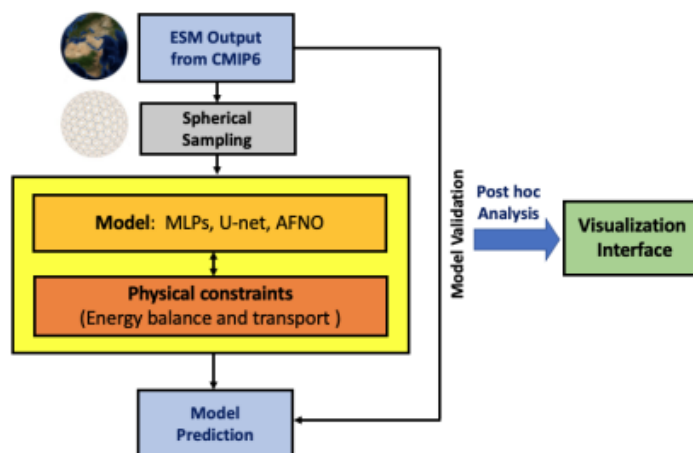 ESM Output
from CMIP6
Spherical
Sampling
Model: MLPs, U-net, AFNO
Physical constraints
(Energy balance and transport )
Model
Prediction
Model Validation
Post hoc
Analysis
Visualization
Interface